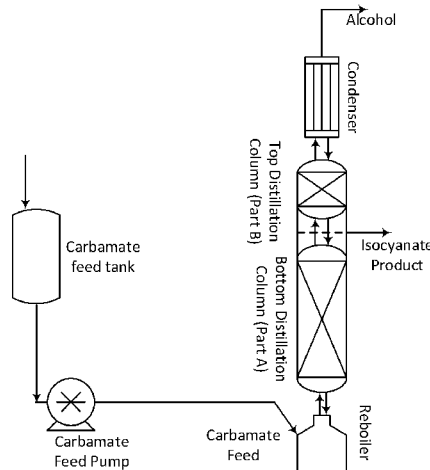 Alcohol
Condenser
Top Distillation
Column (Part B)
Isocyanate
Product
Bottom Distillation
Column (Part A)
Carbamate
feed tank
Reboiler
Carbamate
Feed
Carbamate
Feed Pump